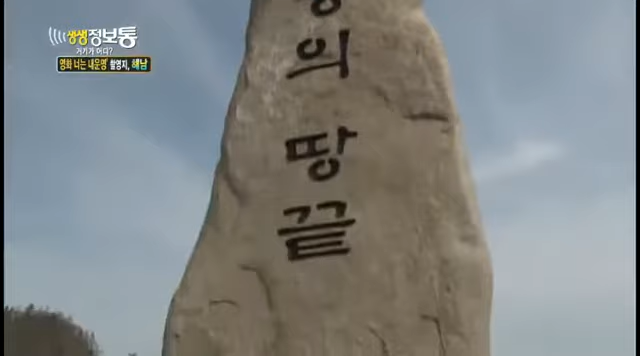 생생정보통
거기가 어디?
영화 '너는 내 운명' 촬영지, 해남
의
땅
끝